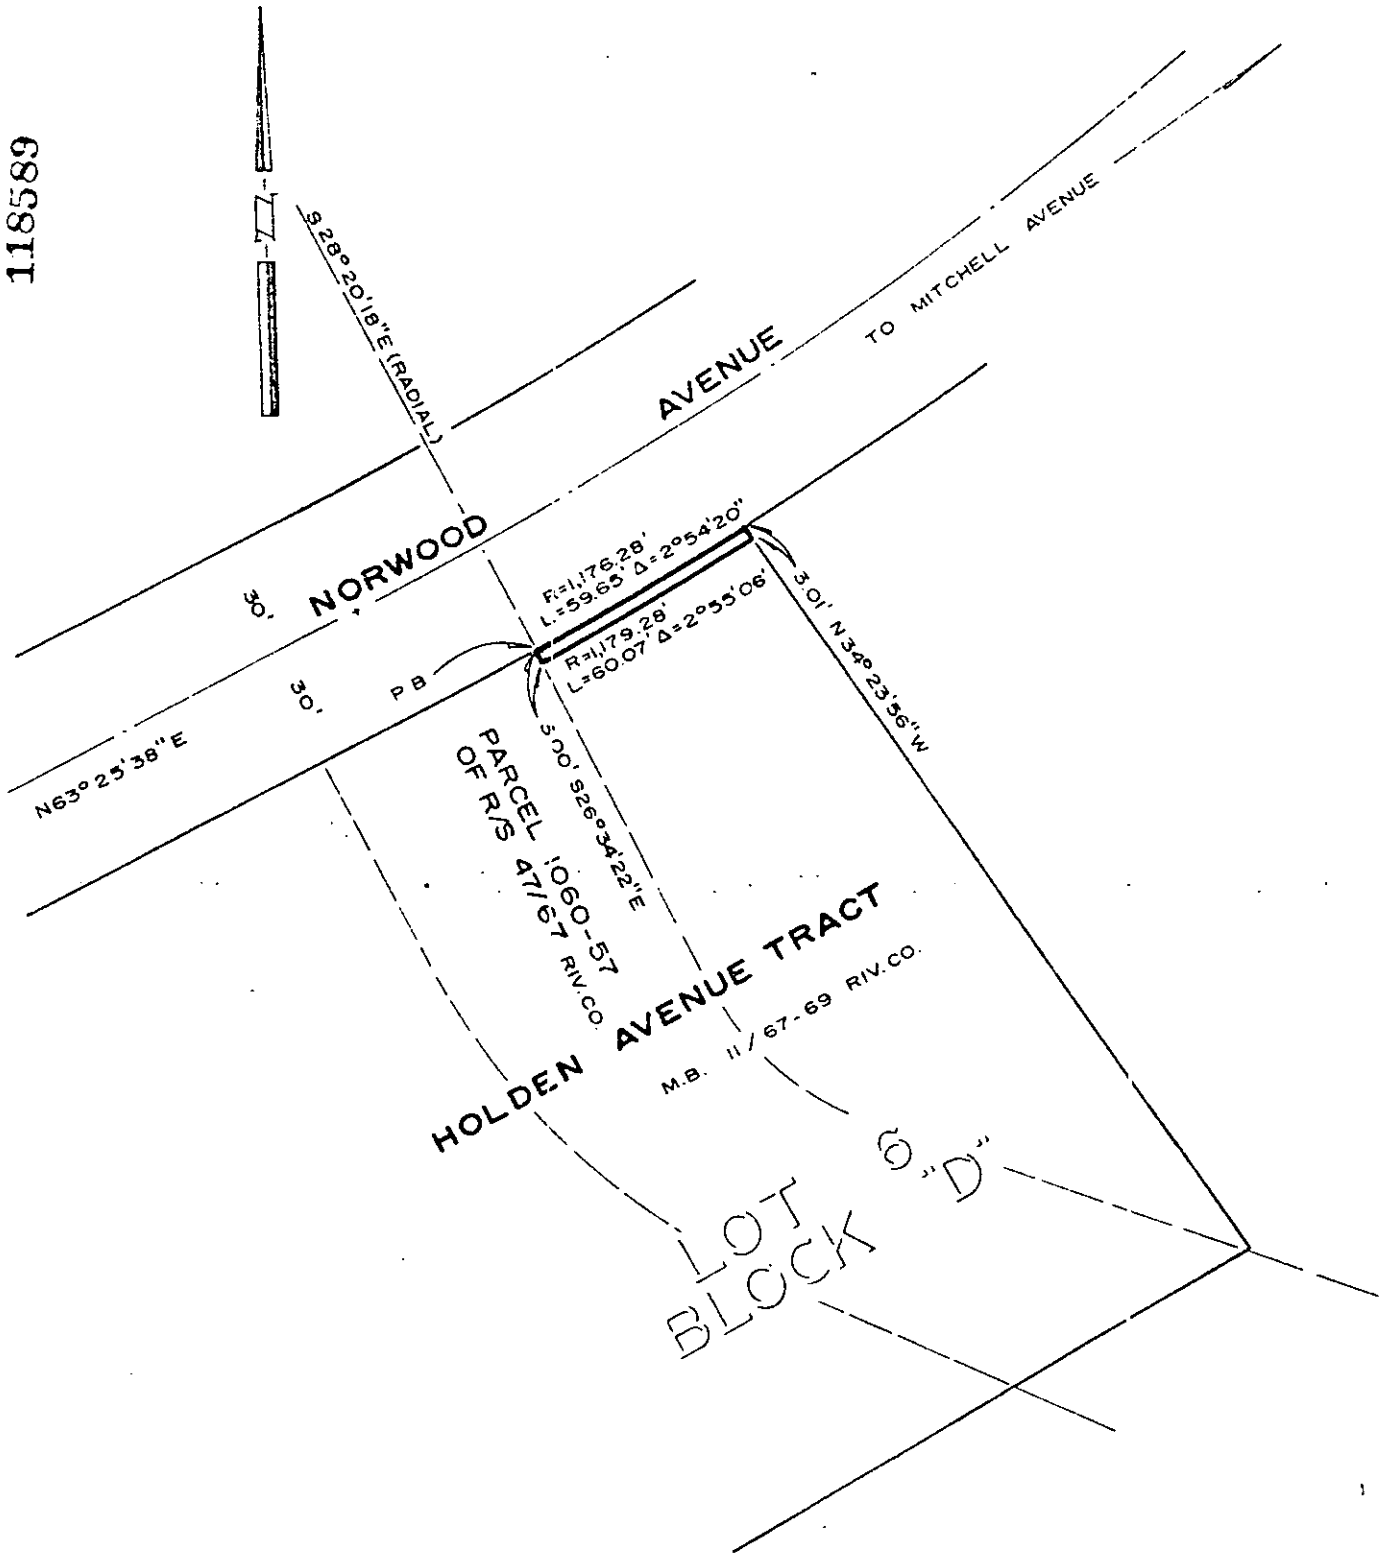 118589
N
S 28° 20' 18" E (RADIAL)
TO MITCHELL AVENUE
NORWOOD AVENUE
30'
30'
N63° 25' 38" E
P B
R=1,176.28'
L=59.65' Δ=2° 54' 20"
R=1,179.28'
L=60.07' Δ=2° 55' 06"
3.01' N 34° 23' 56" W
3.00' S26° 34' 22" E
PARCEL 1060-57
OF R/S 47/67 RIV. CO.
HOLDEN AVENUE TRACT
M.B. 11 / 67-69 RIV. CO.
LOT 6
BLOCK "D"